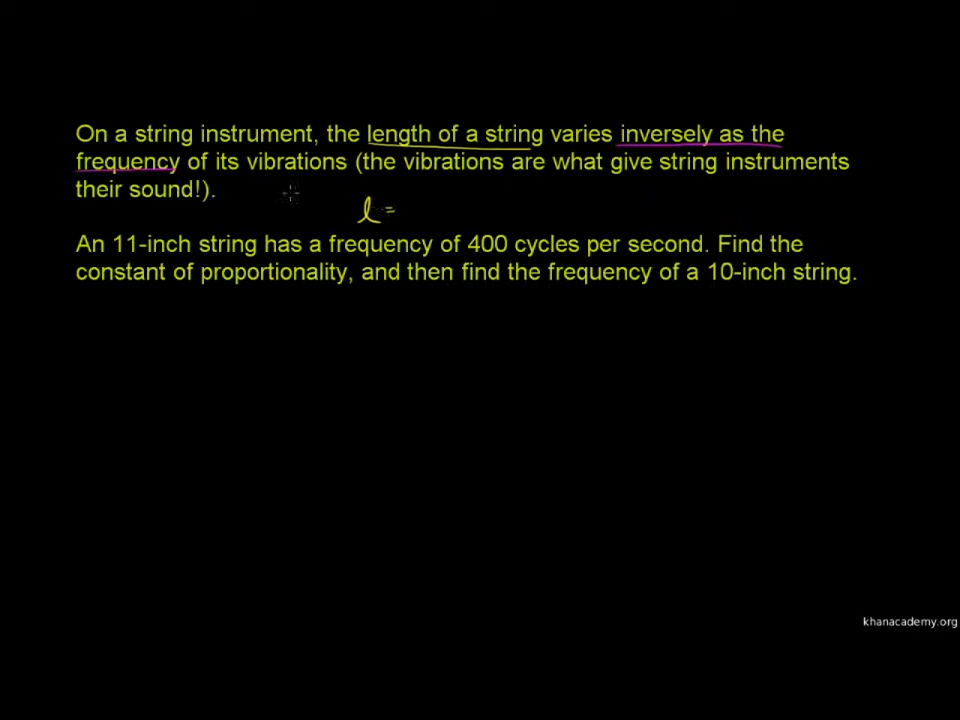 On a string instrument, the length of a string varies inversely as the
frequency of its vibrations (the vibrations are what give string instruments
their sound!).
l =
An 11-inch string has a frequency of 400 cycles per second. Find the
constant of proportionality, and then find the frequency of a 10-inch string.
khanacademy.org